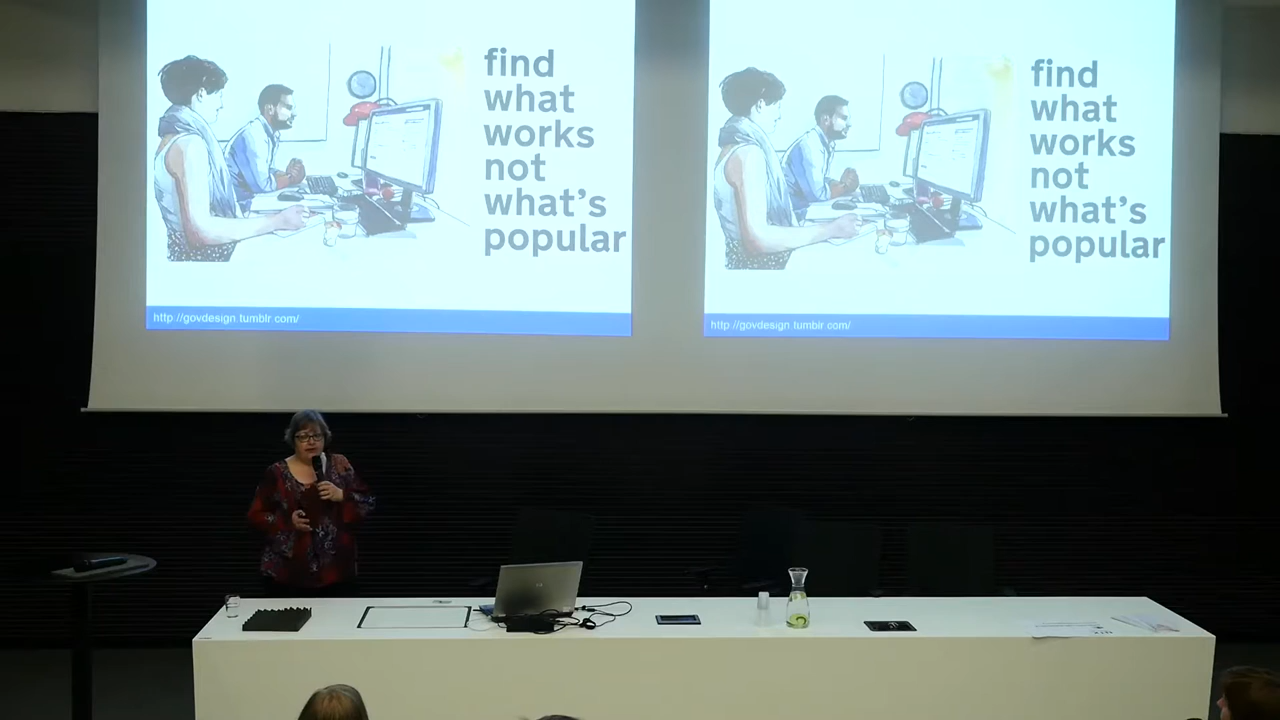 find
what
works
not
what's
popular
http://govdesign.tumblr.com/
find
what
works
not
what's
popular
http://govdesign.tumblr.com/